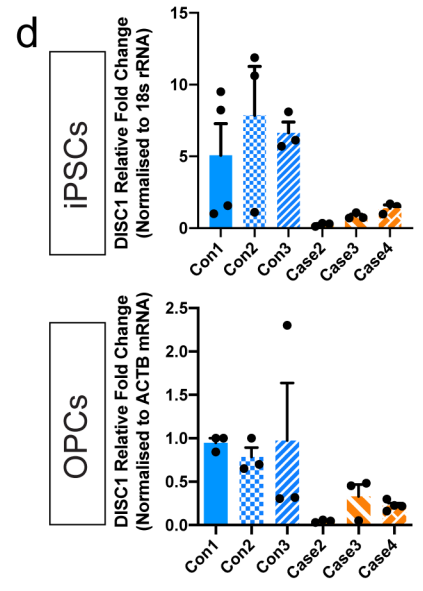 d
iPSCs
DISC1 Relative Fold Change
(Normalised to 18s rRNA)
15
10
5
0
Con1
Con2
Con3
Case2
Case3
Case4
OPCs
DISC1 Relative Fold Change
(Normalised to ACTB mRNA)
2.5
2.0
1.5
1.0
0.5
0.0
Con1
Con2
Con3
Case2
Case3
Case4